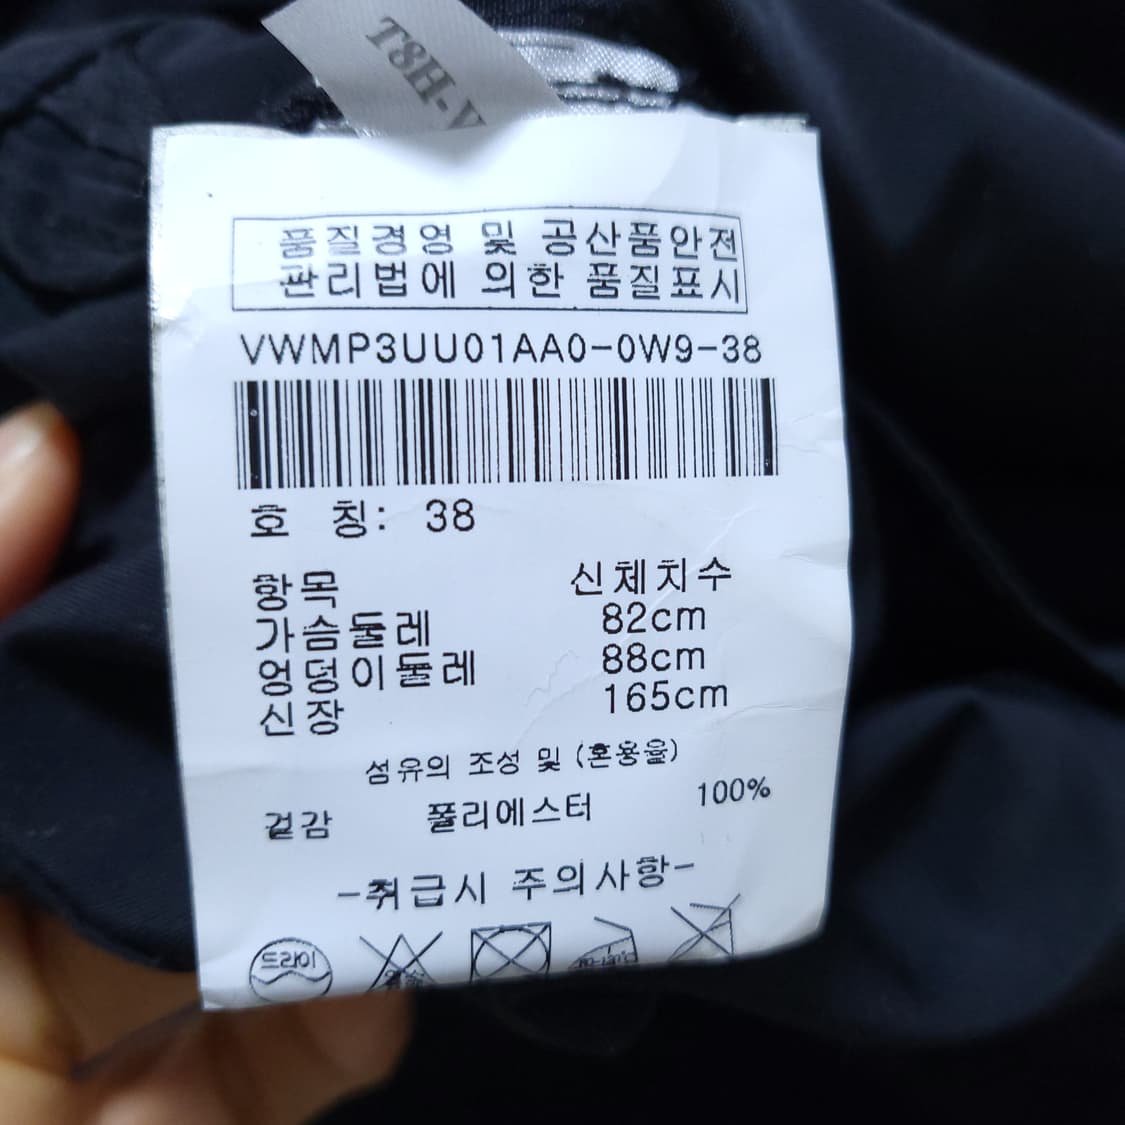 T8H-V
품질경영 및 공산품안전
관리법에 의한 품질표시
VWMP3UU01AA0-0W9-38
호 칭: 38
항목 신체치수
가슴둘레 82cm
엉덩이둘레 88cm
신장 165cm
섬유의 조성 및 (혼용율)
겉감 폴리에스터 100%
-취급시 주의사항-
드라이